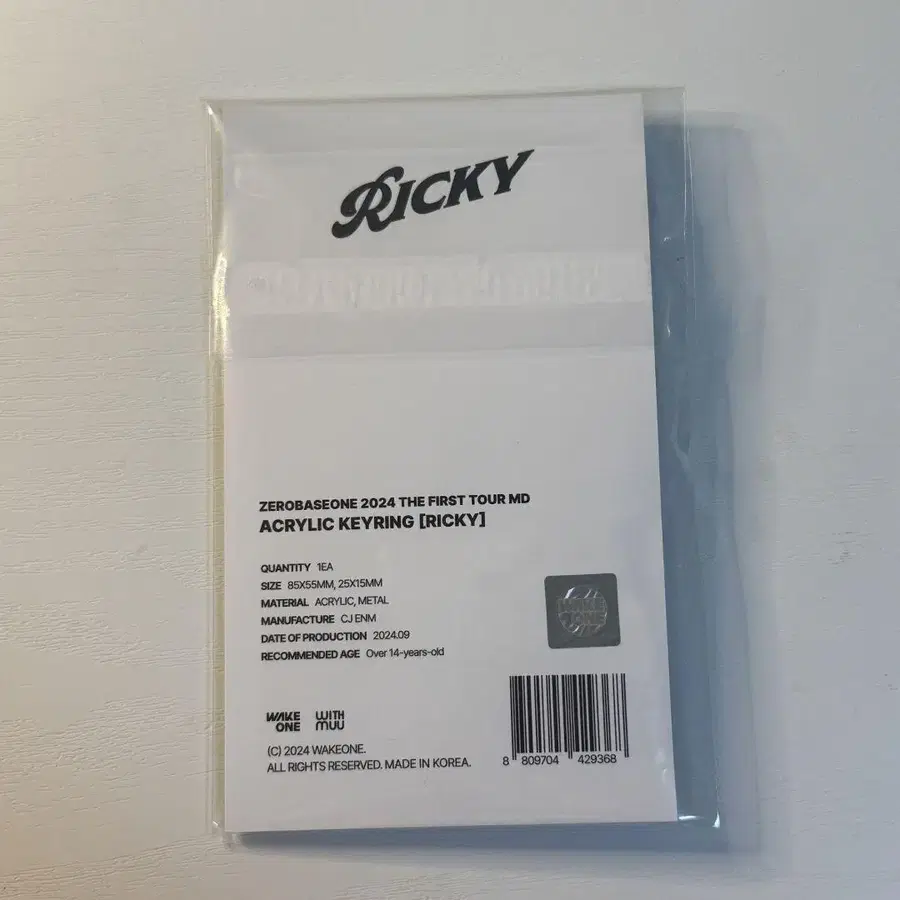 RICKY
ZEROBASEONE 2024 THE FIRST TOUR MD
ACRYLIC KEYRING [RICKY]
QUANTITY 1EA
SIZE 85X55MM, 25X15MM
MATERIAL ACRYLIC, METAL
MANUFACTURE CJ ENM
DATE OF PRODUCTION 2024.09
RECOMMENDED AGE Over 14-years-old
WAKE
ONE
WAKE ONE
WITH MUU
(C) 2024 WAKEONE.
ALL RIGHTS RESERVED. MADE IN KOREA.
8 809704 429368